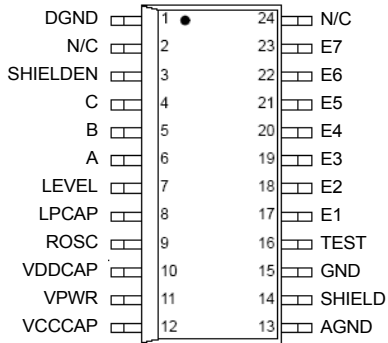 DGND 1 24 N/C
N/C 2 23 E7
SHIELDEN 3 22 E6
C 4 21 E5
B 5 20 E4
A 6 19 E3
LEVEL 7 18 E2
LPCAP 8 17 E1
ROSC 9 16 TEST
VDDCAP 10 15 GND
VPWR 11 14 SHIELD
VCCCAP 12 13 AGND